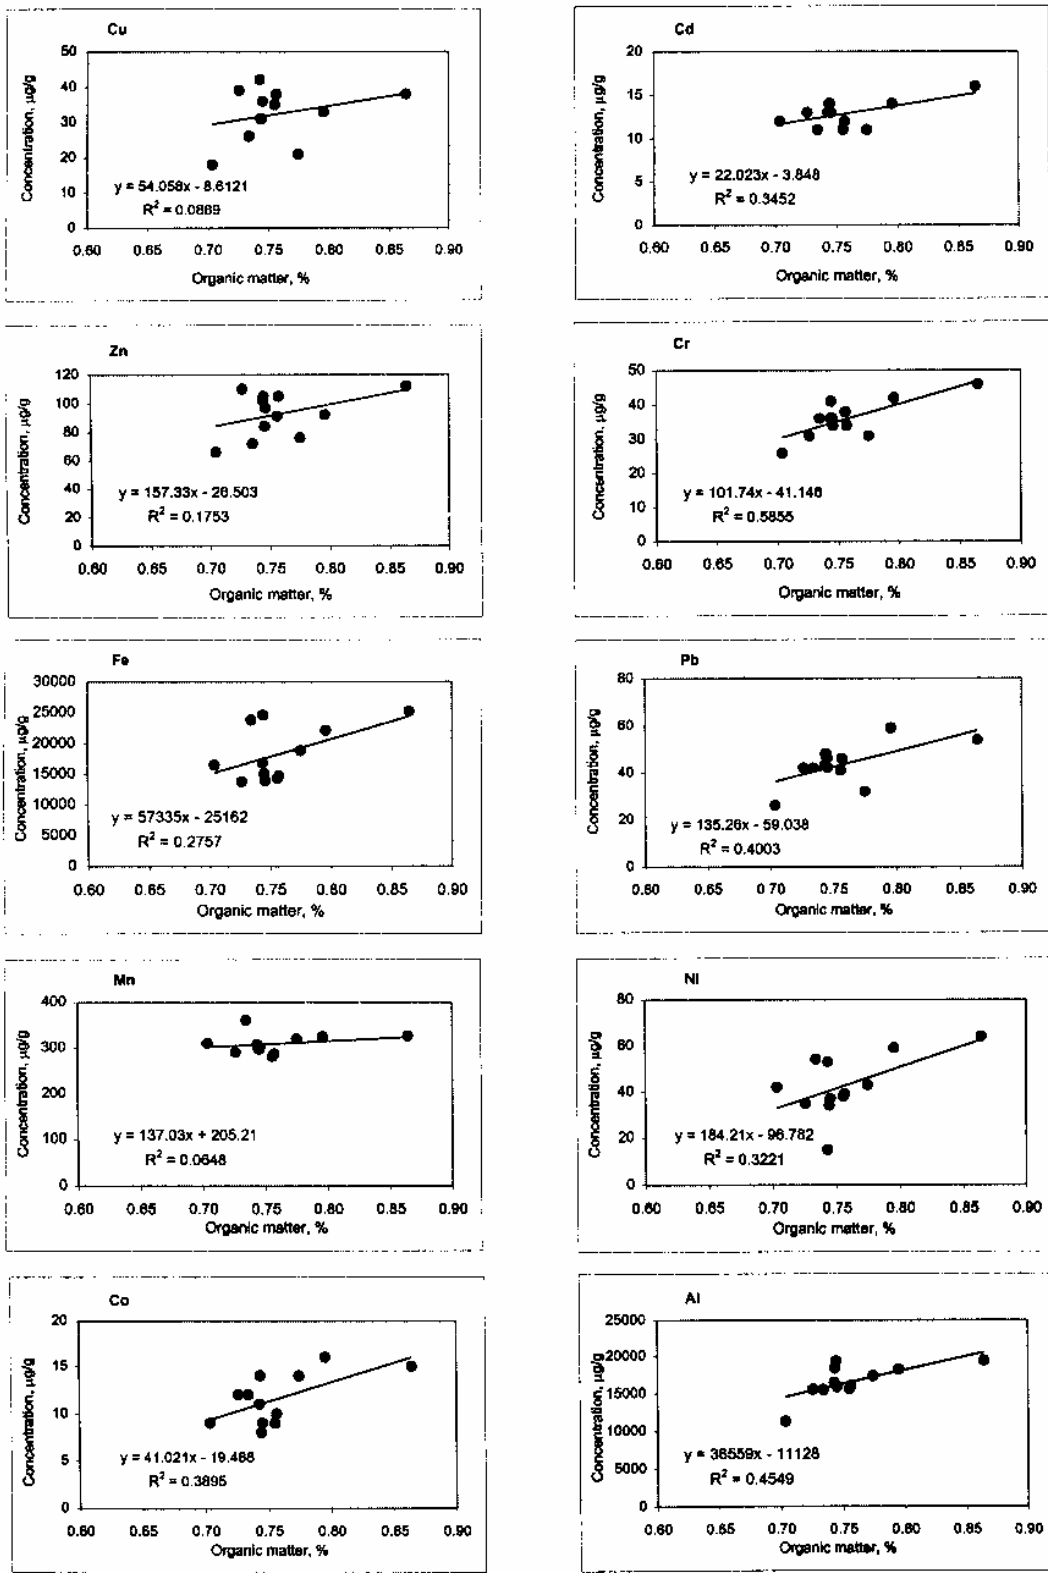 Cu
50
40
30
20
10
0
Concentration, µg/g
y = 54.058x - 8.6121
R² = 0.0869
0.60 0.65 0.70 0.75 0.80 0.85 0.90
Organic matter, %
Cd
20
15
10
5
0
Concentration, µg/g
y = 22.023x - 3.848
R² = 0.3452
0.60 0.65 0.70 0.75 0.80 0.85 0.90
Organic matter, %
Zn
120
100
80
60
40
20
0
Concentration, µg/g
y = 157.33x - 26.503
R² = 0.1753
0.60 0.65 0.70 0.75 0.80 0.85 0.90
Organic matter, %
Cr
50
40
30
20
10
0
Concentration, µg/g
y = 101.74x - 41.146
R² = 0.5855
0.60 0.65 0.70 0.75 0.80 0.85 0.90
Organic matter, %
Fe
30000
25000
20000
15000
10000
5000
0
Concentration, µg/g
y = 57335x - 25162
R² = 0.2757
0.60 0.65 0.70 0.75 0.80 0.85 0.90
Organic matter, %
Pb
80
60
40
20
0
Concentration, µg/g
y = 135.26x - 59.038
R² = 0.4003
0.60 0.65 0.70 0.75 0.80 0.85 0.90
Organic matter, %
Mn
400
300
200
100
0
Concentration, µg/g
y = 137.03x + 205.21
R² = 0.0648
0.60 0.65 0.70 0.75 0.80 0.85 0.90
Organic matter, %
Ni
80
60
40
20
0
Concentration, µg/g
y = 184.21x - 96.782
R² = 0.3221
0.60 0.65 0.70 0.75 0.80 0.85 0.90
Organic matter, %
Co
20
15
10
5
0
Concentration, µg/g
y = 41.021x - 19.468
R² = 0.3895
0.60 0.65 0.70 0.75 0.80 0.85 0.90
Organic matter, %
Al
25000
20000
15000
10000
5000
0
Concentration, µg/g
y = 36559x - 11128
R² = 0.4549
0.60 0.65 0.70 0.75 0.80 0.85 0.90
Organic matter, %